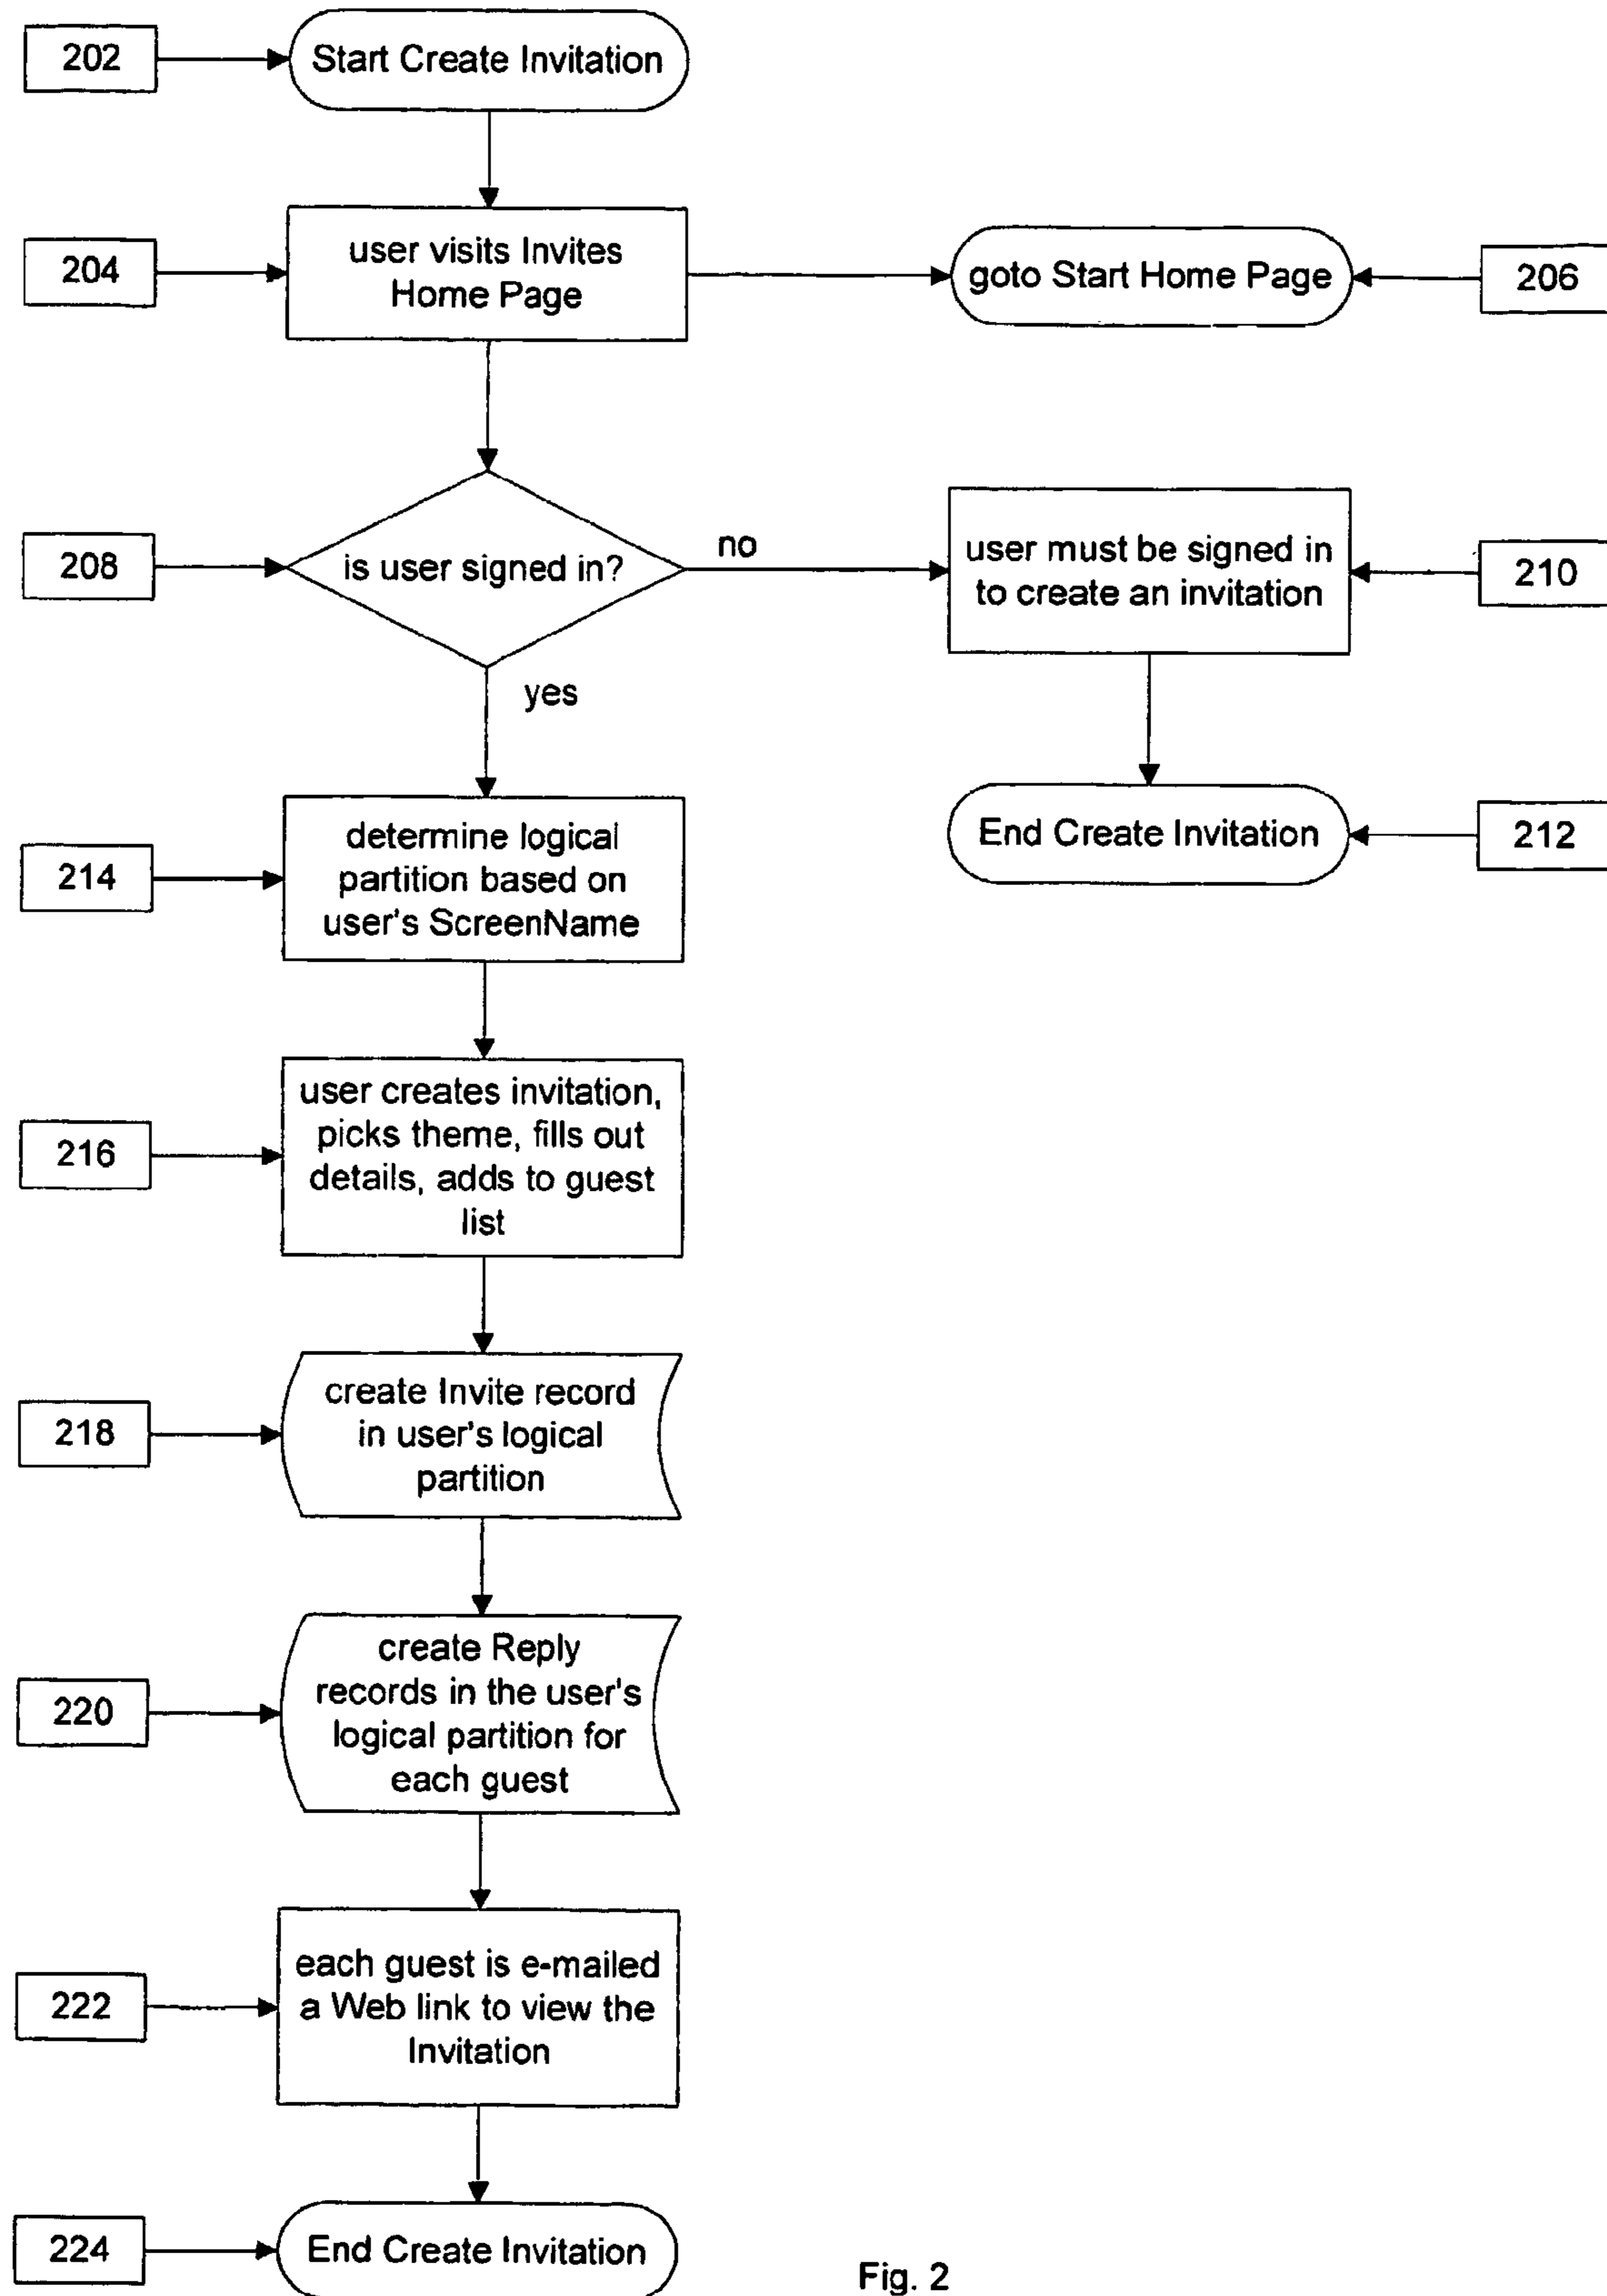 202
Start Create Invitation
204
user visits Invites
Home Page
goto Start Home Page
206
208
is user signed in?
no
user must be signed in
to create an invitation
210
yes
214
determine logical
partition based on
user's ScreenName
End Create Invitation
212
216
user creates invitation,
picks theme, fills out
details, adds to guest
list
218
create Invite record
in user's logical
partition
220
create Reply
records in the user's
logical partition for
each guest
222
each guest is e-mailed
a Web link to view the
Invitation
224
End Create Invitation
Fig. 2